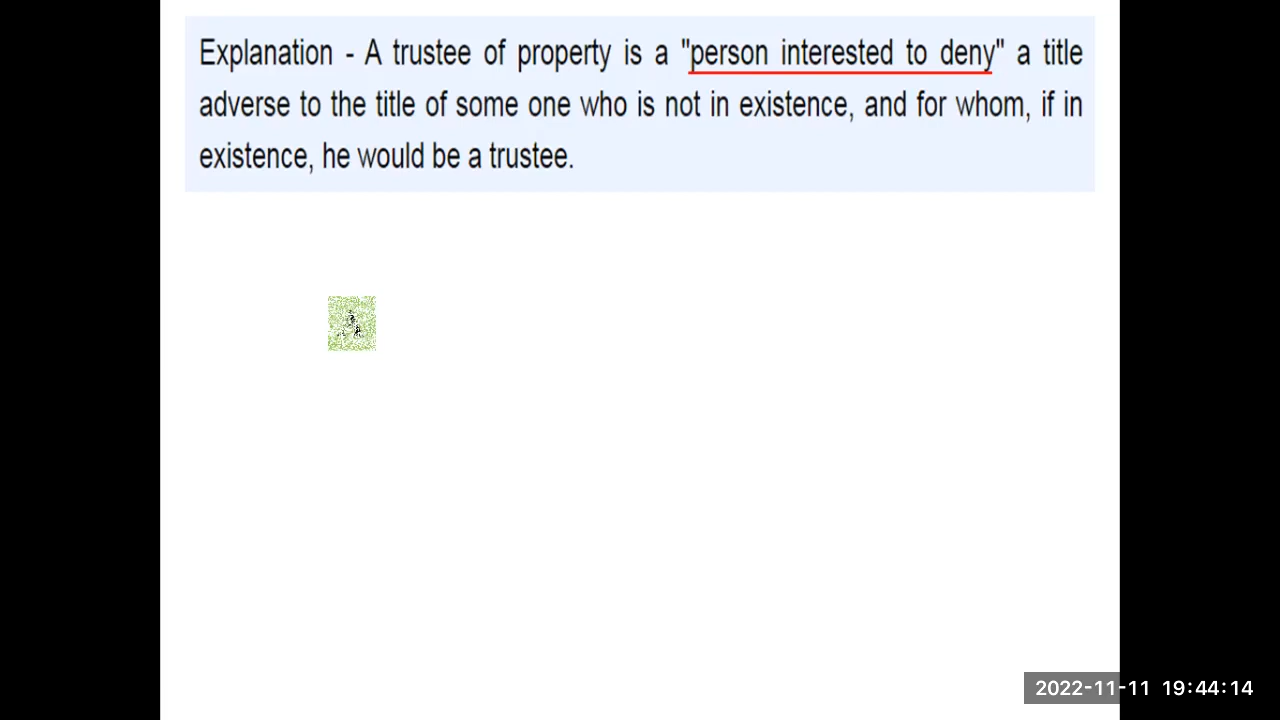 Explanation - A trustee of property is a "person interested to deny" a title
adverse to the title of some one who is not in existence, and for whom, if in
existence, he would be a trustee.
A
2022-11-11 19:44:14